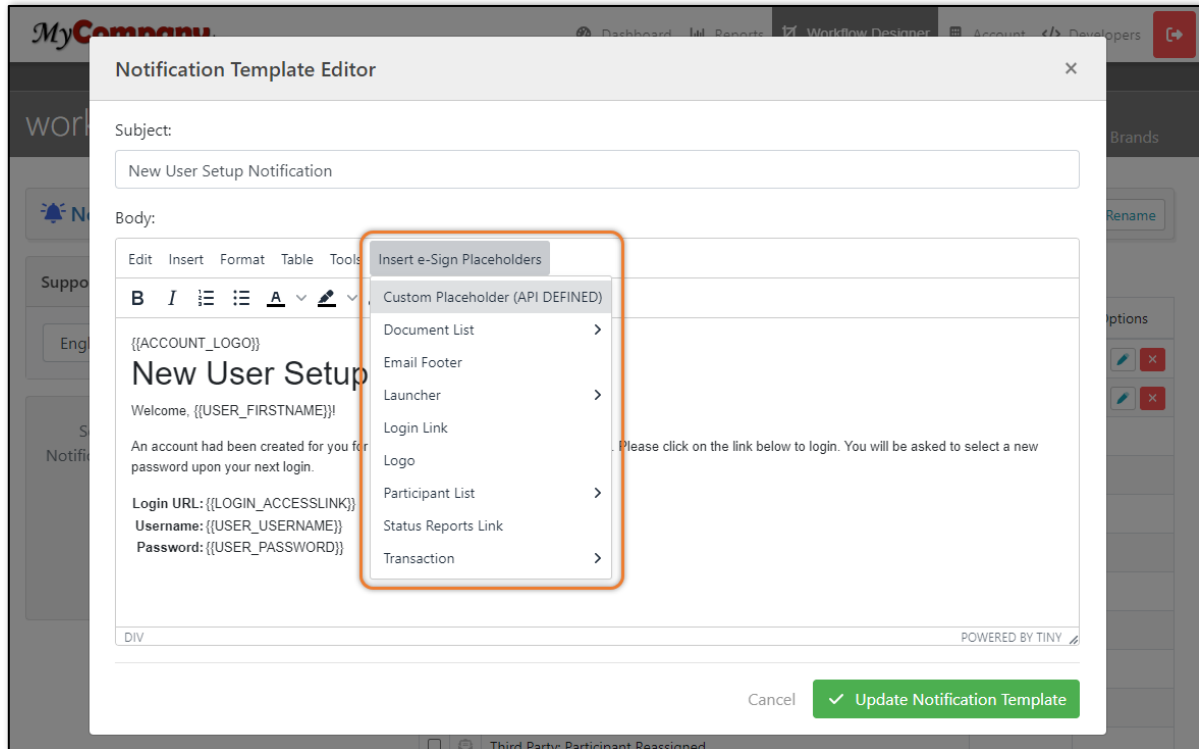 MyCompany.
Dashboard Reports Workflow Designer Account Developers
Notification Template Editor
Brands
Subject:
New User Setup Notification
Rename
Body:
Edit Insert Format Table Tools Insert e-Sign Placeholders
B I A
Custom Placeholder (API DEFINED)
Document List
Email Footer
Launcher
Login Link
Logo
Participant List
Status Reports Link
Transaction
{{ACCOUNT_LOGO}}
New User Setup
Welcome, {{USER_FIRSTNAME}}!
An account had been created for you for . Please click on the link below to login. You will be asked to select a new
password upon your next login.
Login URL: {{LOGIN_ACCESSLINK}}
Username: {{USER_USERNAME}}
Password: {{USER_PASSWORD}}
DIV POWERED BY TINY
Cancel Update Notification Template
Third Party: Participant Reassigned